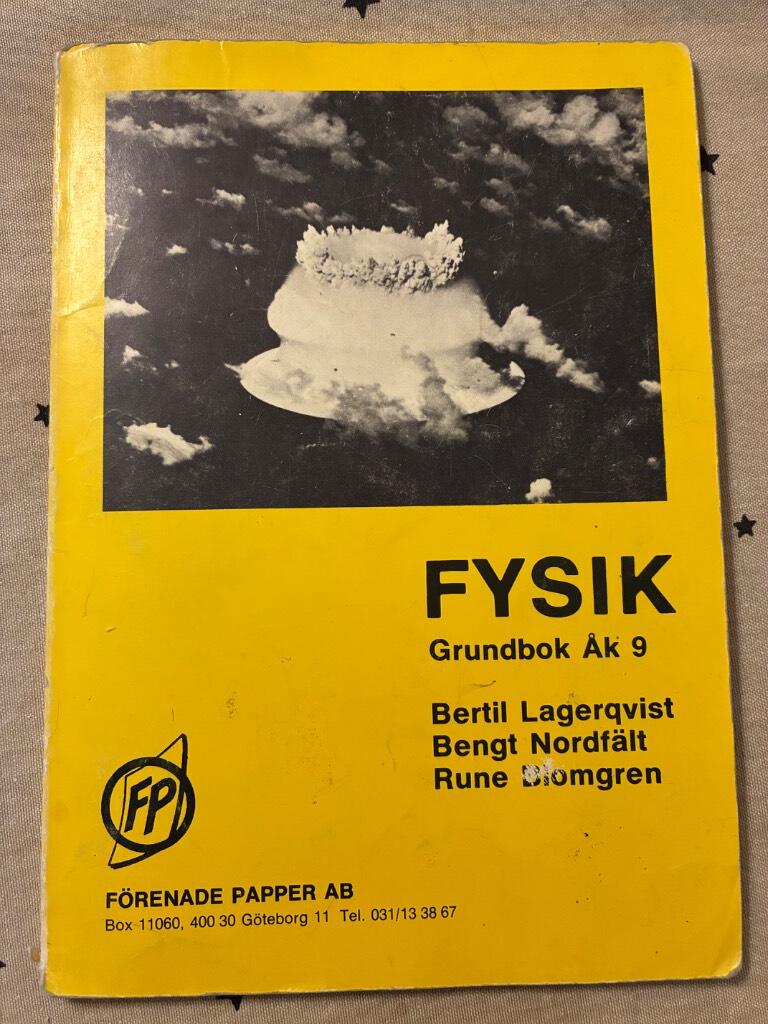 FYSIK
Grundbok Åk 9
Bertil Lagerqvist
Bengt Nordfält
Rune Blomgren
FP
FÖRENADE PAPPER AB
Box 11060, 400 30 Göteborg 11 Tel. 031/13 38 67